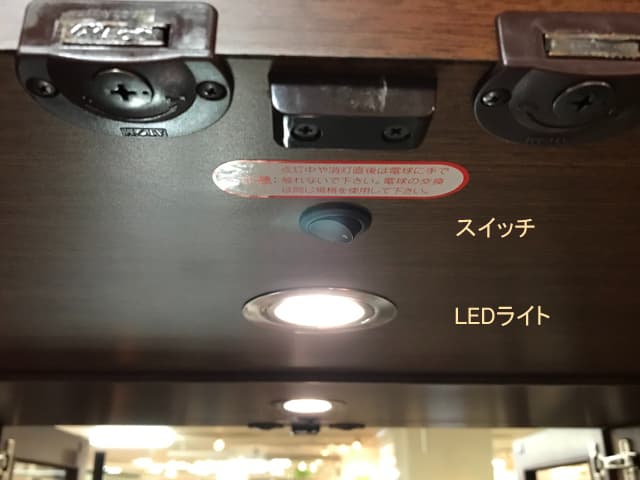 点灯中や消灯直後は電球に手で
触れないで下さい。電球の交換
は同じ規格を使用して下さい。
スイッチ
LEDライト